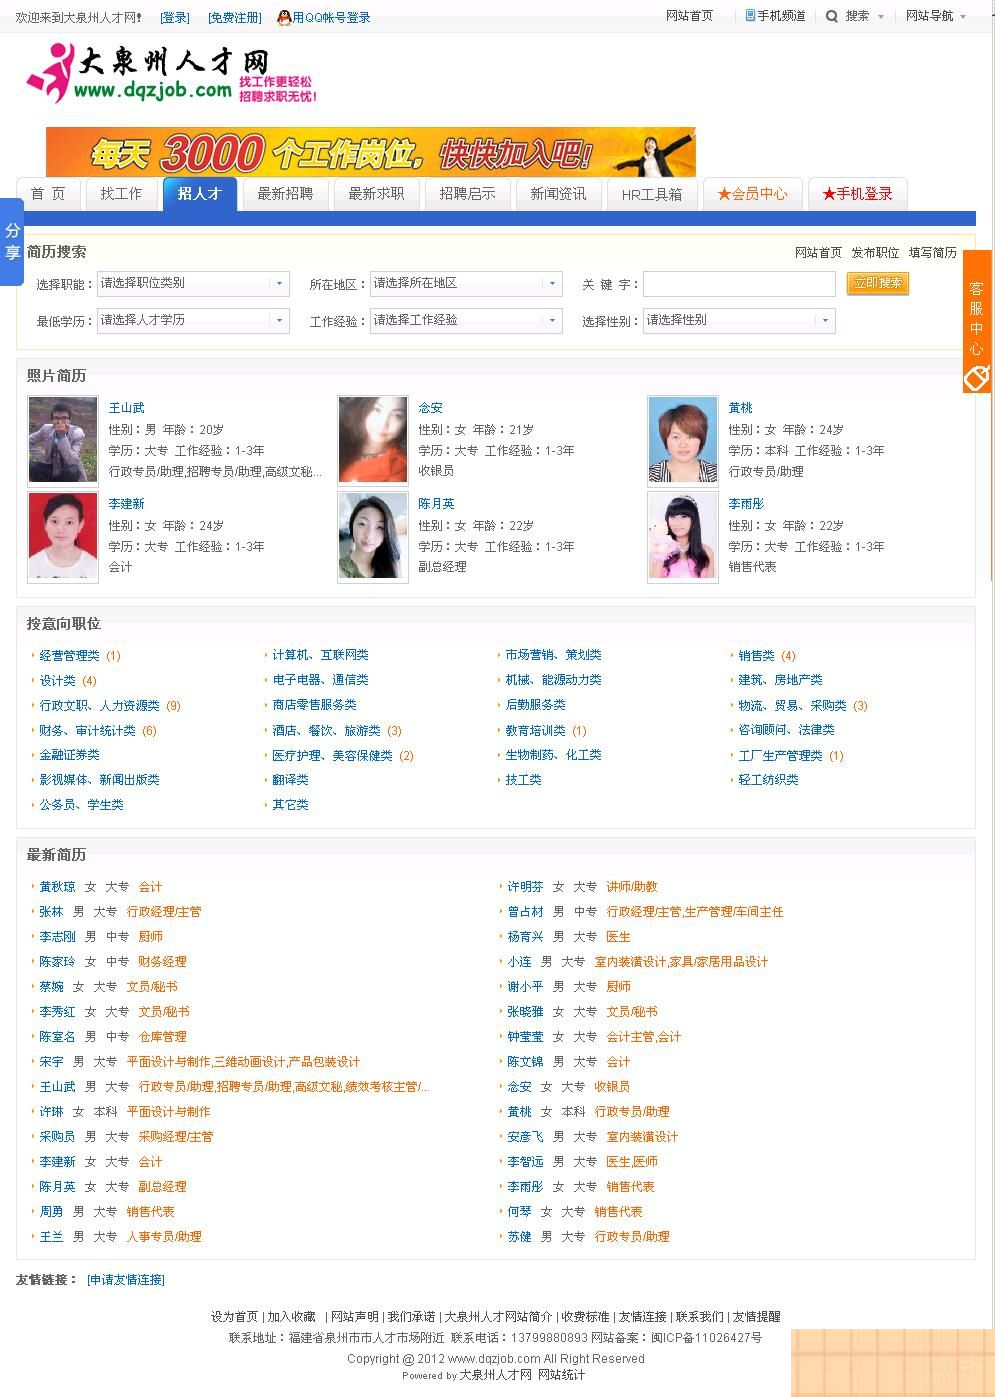 欢迎来到大泉州人才网! [登录] [免费注册] 用QQ帐号登录 网站首页 手机频道 搜索 网站导航
大泉州人才网
www.dqzjob.com 找工作更轻松
招聘求职无忧!
每天 3000 个工作岗位，快快加入吧!
首 页 找工作 招人才 最新招聘 最新求职 招聘启示 新闻资讯 HR工具箱 ★会员中心 ★手机登录
分享
简历搜索 网站首页 发布职位 填写简历
选择职能： 请选择职位类别 所在地区： 请选择所在地区 关 键 字： 立即搜索
最低学历： 请选择人才学历 工作经验： 请选择工作经验 选择性别： 请选择性别
客服中心
照片简历
王山武 念安 黄桃
性别：男 年龄：20岁 性别：女 年龄：21岁 性别：女 年龄：24岁
学历：大专 工作经验：1-3年 学历：大专 工作经验：1-3年 学历：本科 工作经验：1-3年
行政专员/助理,招聘专员/助理,高级文秘... 收银员 行政专员/助理
李建新 陈月英 李雨彤
性别：女 年龄：24岁 性别：女 年龄：22岁 性别：女 年龄：22岁
学历：大专 工作经验：1-3年 学历：大专 工作经验：1-3年 学历：大专 工作经验：1-3年
会计 副总经理 销售代表
按意向职位
经营管理类 (1) 计算机、互联网类 市场营销、策划类 销售类 (4)
设计类 (4) 电子电器、通信类 机械、能源动力类 建筑、房地产类
行政文职、人力资源类 (9) 商店零售服务类 后勤服务类 物流、贸易、采购类 (3)
财务、审计统计类 (6) 酒店、餐饮、旅游类 (3) 教育培训类 (1) 咨询顾问、法律类
金融证券类 医疗护理、美容保健类 (2) 生物制药、化工类 工厂生产管理类 (1)
影视媒体、新闻出版类 翻译类 技工类 轻工纺织类
公务员、学生类 其它类
最新简历
黄秋琼 女 大专 会计 许明芬 女 大专 讲师/助教
张林 男 大专 行政经理/主管 曾占材 男 中专 行政经理/主管,生产管理/车间主任
李志刚 男 中专 厨师 杨育兴 男 大专 医生
陈家玲 女 中专 财务经理 小连 男 大专 室内装潢设计,家具/家居用品设计
蔡婉 女 大专 文员/秘书 谢小平 男 大专 厨师
李秀红 女 大专 文员/秘书 张晓雅 女 大专 文员/秘书
陈室名 男 中专 仓库管理 钟莹莹 女 大专 会计主管,会计
宋宇 男 大专 平面设计与制作,三维动画设计,产品包装设计 陈文锦 男 大专 会计
王山武 男 大专 行政专员/助理,招聘专员/助理,高级文秘,绩效考核主管/... 念安 女 大专 收银员
许琳 女 本科 平面设计与制作 黄桃 女 本科 行政专员/助理
采购员 男 大专 采购经理/主管 安彦飞 男 大专 室内装潢设计
李建新 女 大专 会计 李智远 男 大专 医生,医师
陈月英 女 大专 副总经理 李雨彤 女 大专 销售代表
周勇 男 大专 销售代表 何琴 女 大专 销售代表
王兰 男 大专 人事专员/助理 苏健 男 大专 行政专员/助理
友情链接： [申请友情连接]
设为首页 | 加入收藏 | 网站声明 | 我们承诺 | 大泉州人才网站简介 | 收费标准 | 友情连接 | 联系我们 | 友情提醒
联系地址：福建省泉州市市人才市场附近 联系电话：13799880893 网站备案：闽ICP备11026427号
Copyright @ 2012 www.dqzjob.com All Right Reserved
Powered by 大泉州人才网 网站统计